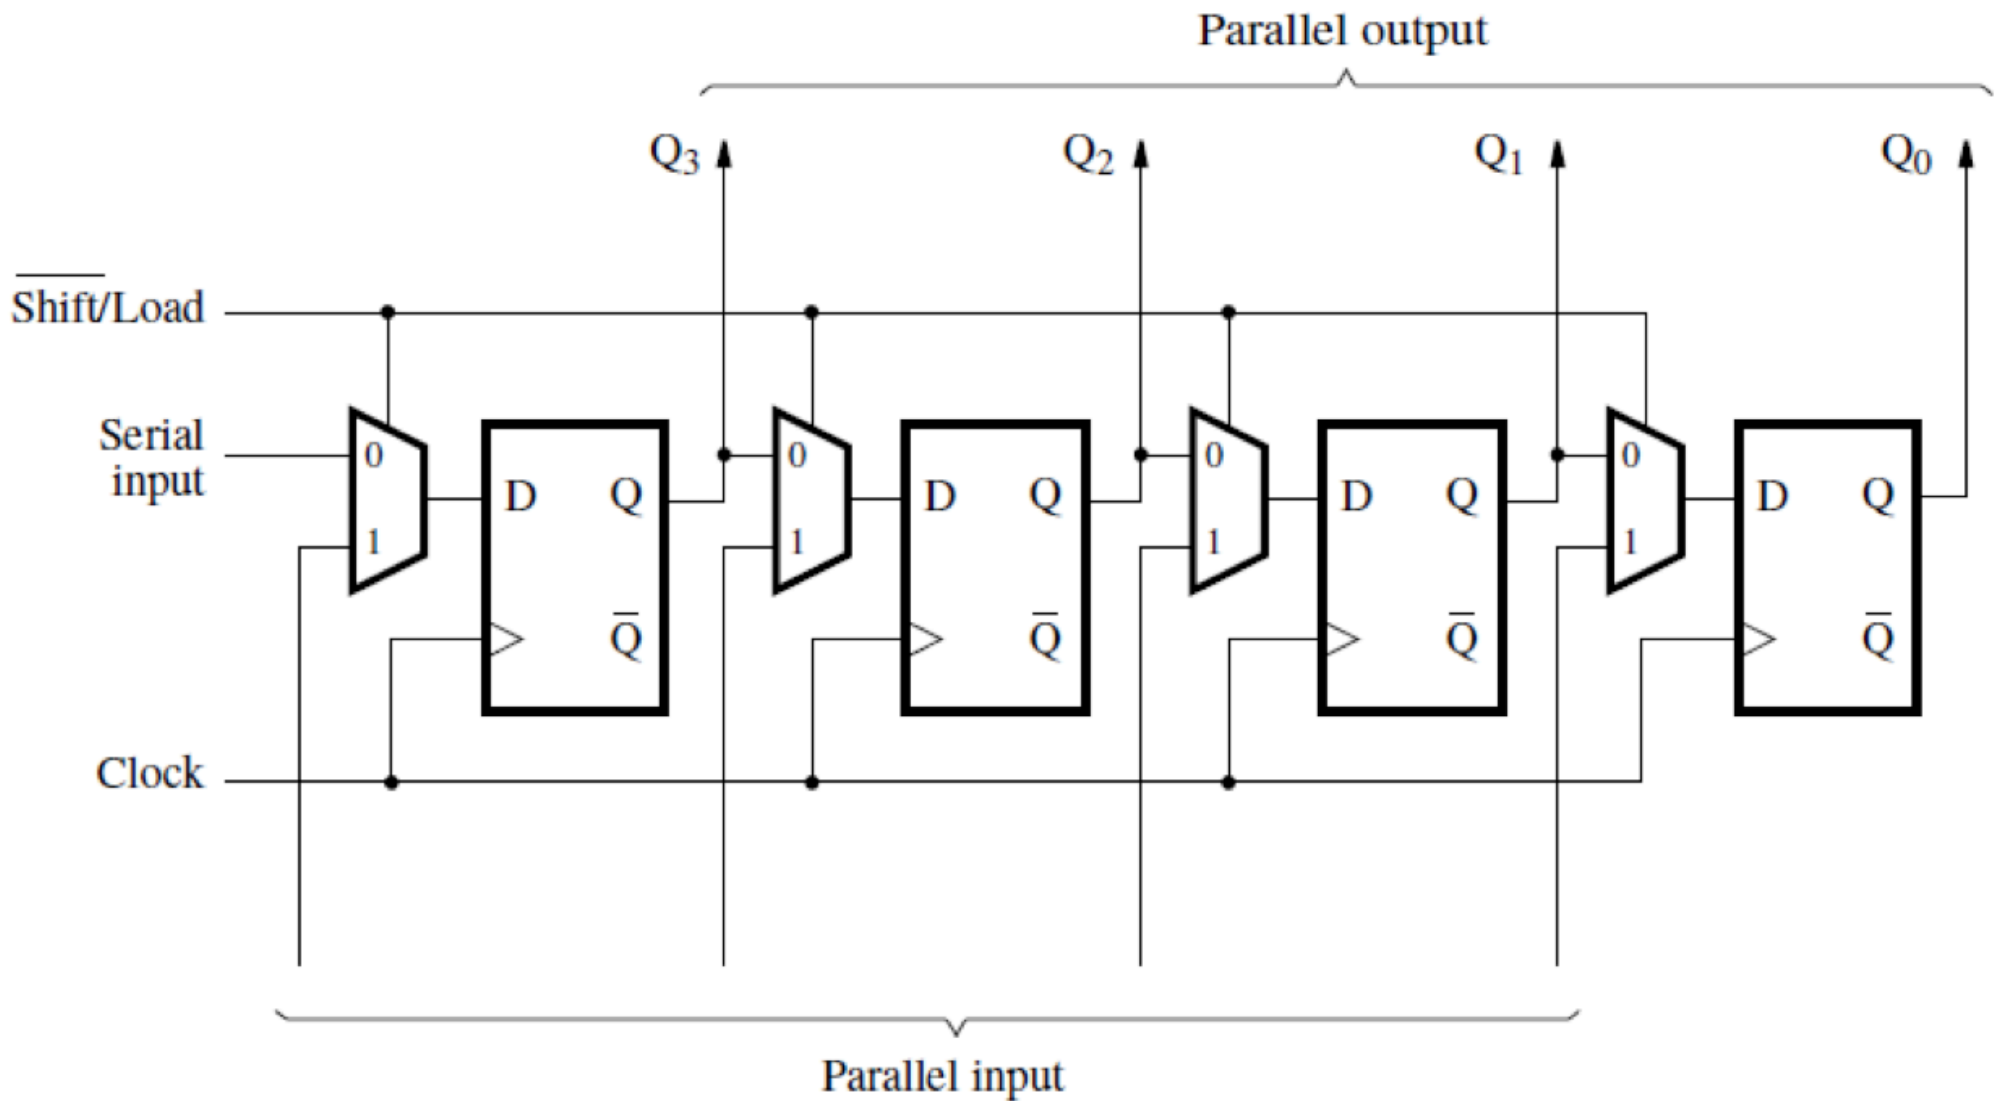 Parallel output
Q₃ Q₂ Q₁ Q₀
S̅h̅i̅f̅t̅/Load
Serial
input
0 0 0 0
D Q D Q D Q D Q
1 1 1 1
Q̅ Q̅ Q̅ Q̅
Clock
Parallel input